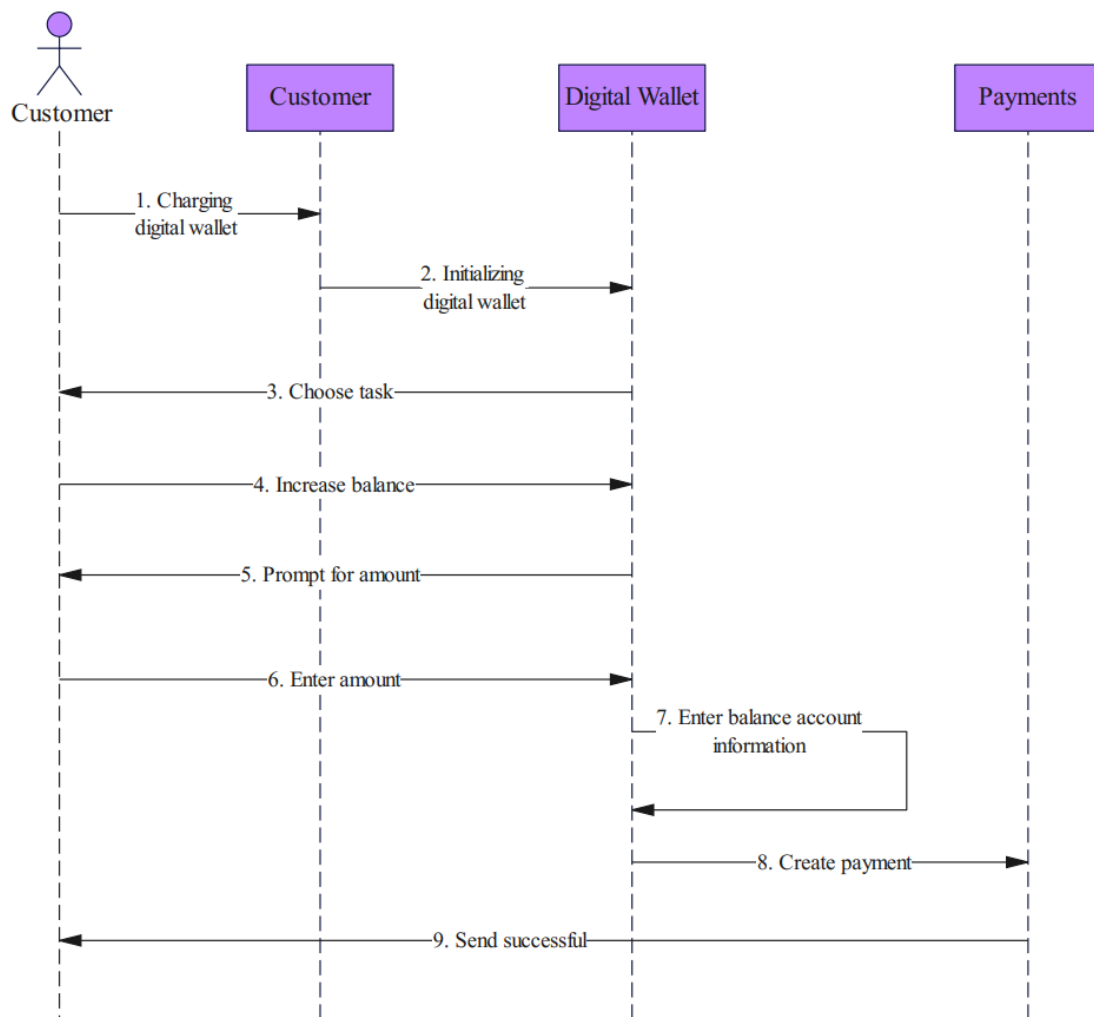 Customer
Customer
Digital Wallet
Payments
1. Charging
digital wallet
2. Initializing
digital wallet
3. Choose task
4. Increase balance
5. Prompt for amount
6. Enter amount
7. Enter balance account
information
8. Create payment
9. Send successful